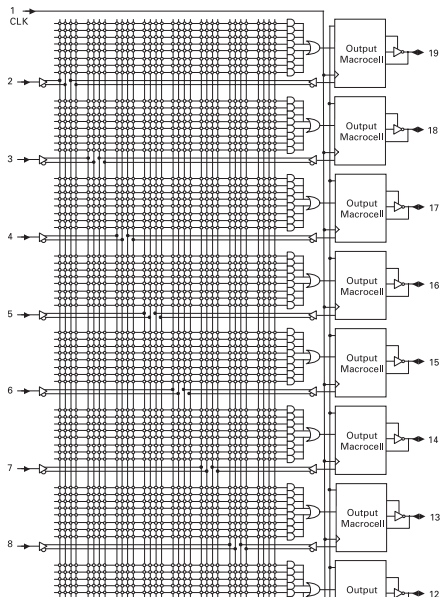 1
CLK
Output
Macrocell
19
2
Output
Macrocell
18
3
Output
Macrocell
17
4
Output
Macrocell
16
5
Output
Macrocell
15
6
Output
Macrocell
14
7
Output
Macrocell
13
8
Output
12